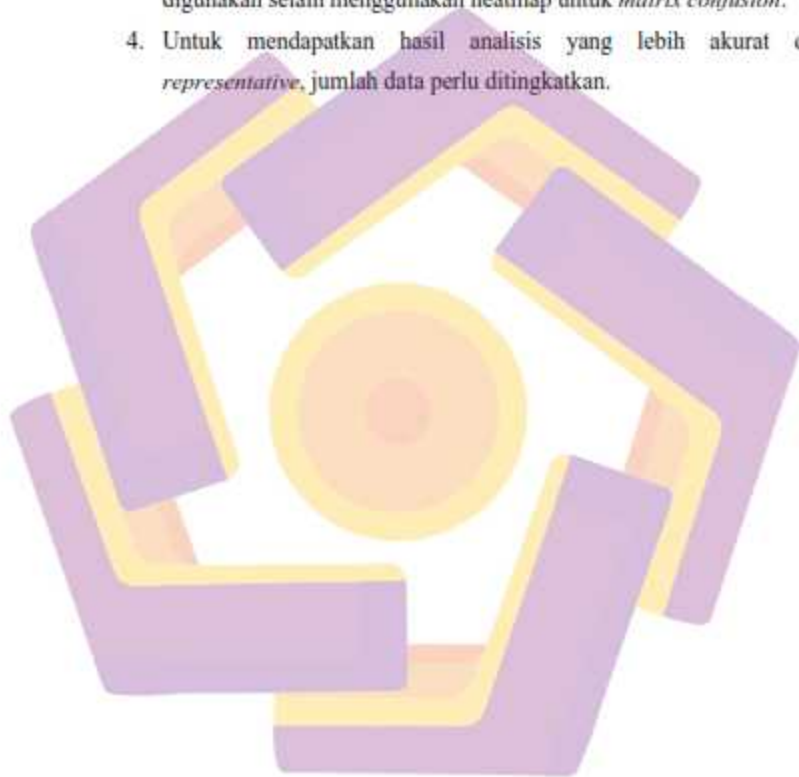 digunakan selain menggunakan heatmap untuk matrix confusion.
4. Untuk mendapatkan hasil analisis yang lebih akurat
representative, jumlah data perlu ditingkatkan.